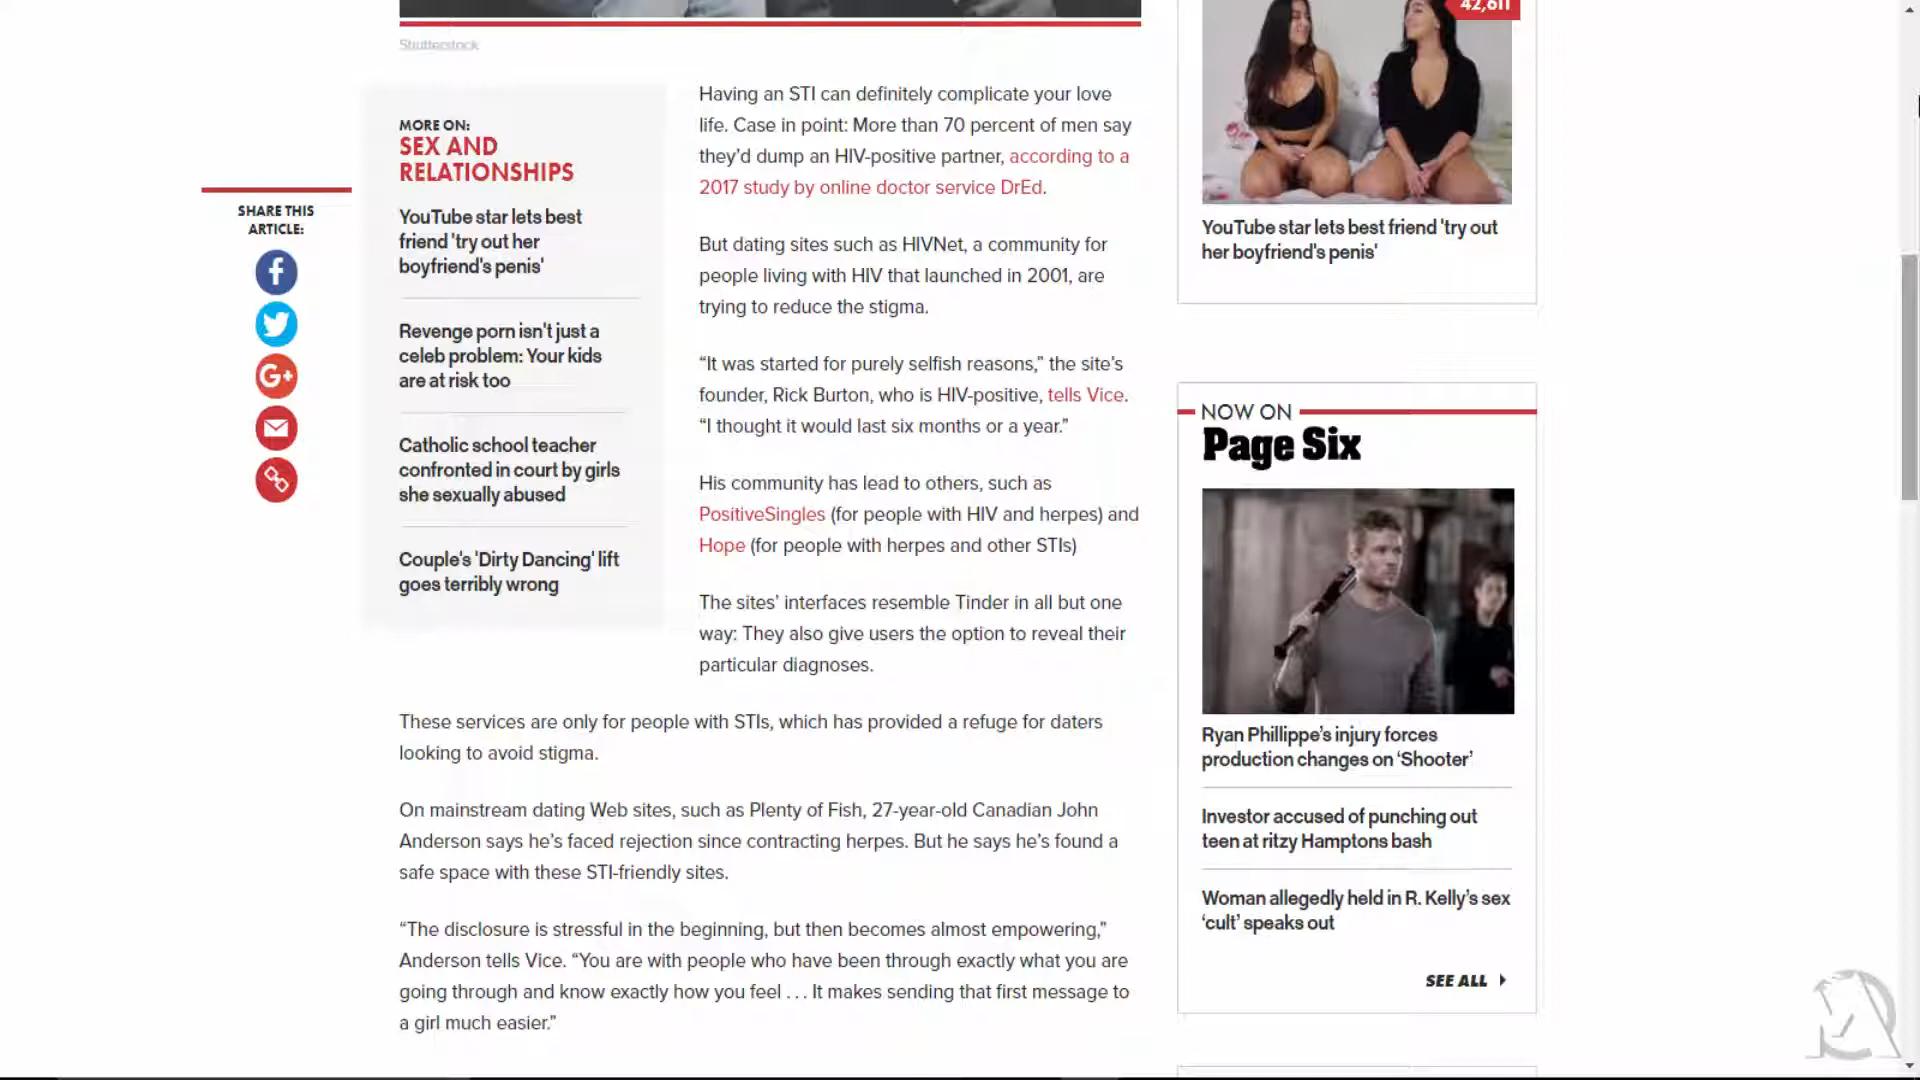 42,611
Shutterstock
SHARE THIS
ARTICLE:
MORE ON:
SEX AND
RELATIONSHIPS
YouTube star lets best
friend 'try out her
boyfriend's penis'
Revenge porn isn't just a
celeb problem: Your kids
are at risk too
Catholic school teacher
confronted in court by girls
she sexually abused
Couple's 'Dirty Dancing' lift
goes terribly wrong
Having an STI can definitely complicate your love
life. Case in point: More than 70 percent of men say
they’d dump an HIV-positive partner, according to a
2017 study by online doctor service DrEd.
But dating sites such as HIVNet, a community for
people living with HIV that launched in 2001, are
trying to reduce the stigma.
“It was started for purely selfish reasons,” the site’s
founder, Rick Burton, who is HIV-positive, tells Vice.
“I thought it would last six months or a year.”
His community has lead to others, such as
PositiveSingles (for people with HIV and herpes) and
Hope (for people with herpes and other STIs)
The sites’ interfaces resemble Tinder in all but one
way: They also give users the option to reveal their
particular diagnoses.
These services are only for people with STIs, which has provided a refuge for daters
looking to avoid stigma.
On mainstream dating Web sites, such as Plenty of Fish, 27-year-old Canadian John
Anderson says he’s faced rejection since contracting herpes. But he says he’s found a
safe space with these STI-friendly sites.
“The disclosure is stressful in the beginning, but then becomes almost empowering,”
Anderson tells Vice. “You are with people who have been through exactly what you are
going through and know exactly how you feel . . . It makes sending that first message to
a girl much easier.”
YouTube star lets best friend 'try out
her boyfriend's penis'
NOW ON
Page Six
Ryan Phillippe’s injury forces
production changes on ‘Shooter’
Investor accused of punching out
teen at ritzy Hamptons bash
Woman allegedly held in R. Kelly’s sex
‘cult’ speaks out
SEE ALL